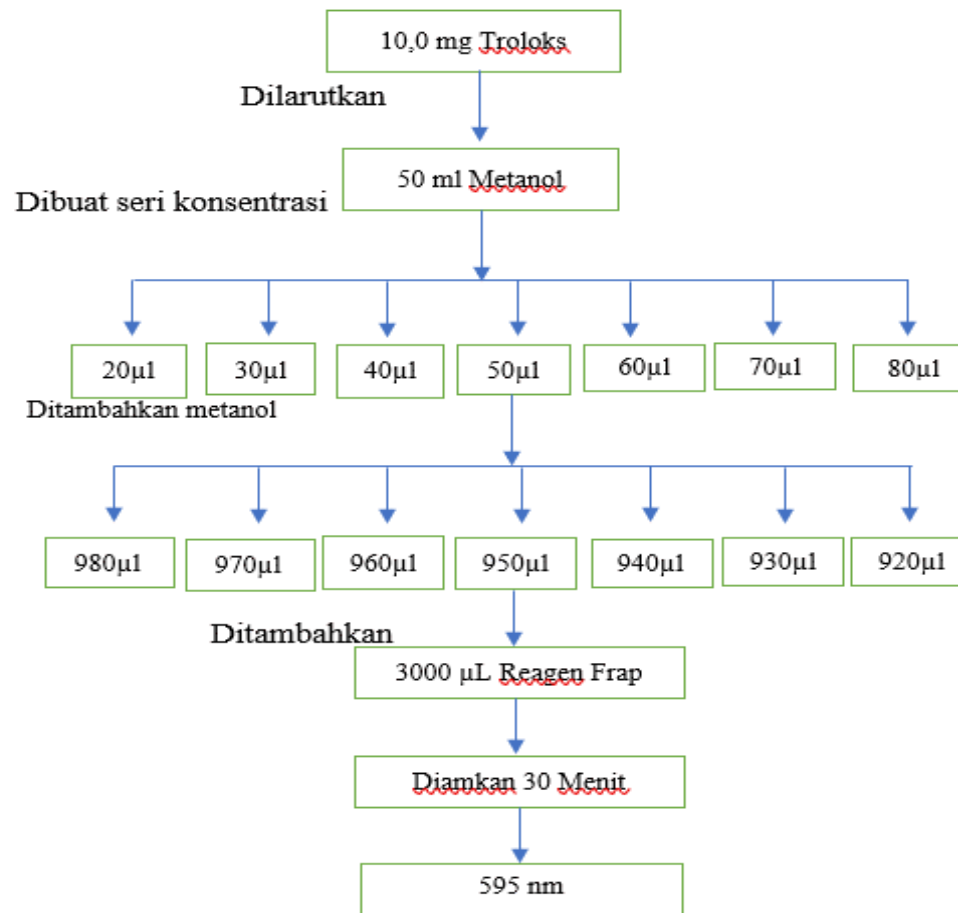 10,0 mg Troloks
Dilarutkan
50 ml Metanol
Dibuat seri konsentrasi
20µl
30µl
40µl
50µl
60µl
70µl
80µl
Ditambahkan metanol
980µl
970µl
960µl
950µl
940µl
930µl
920µl
Ditambahkan
3000 µL Reagen Frap
Diamkan 30 Menit
595 nm